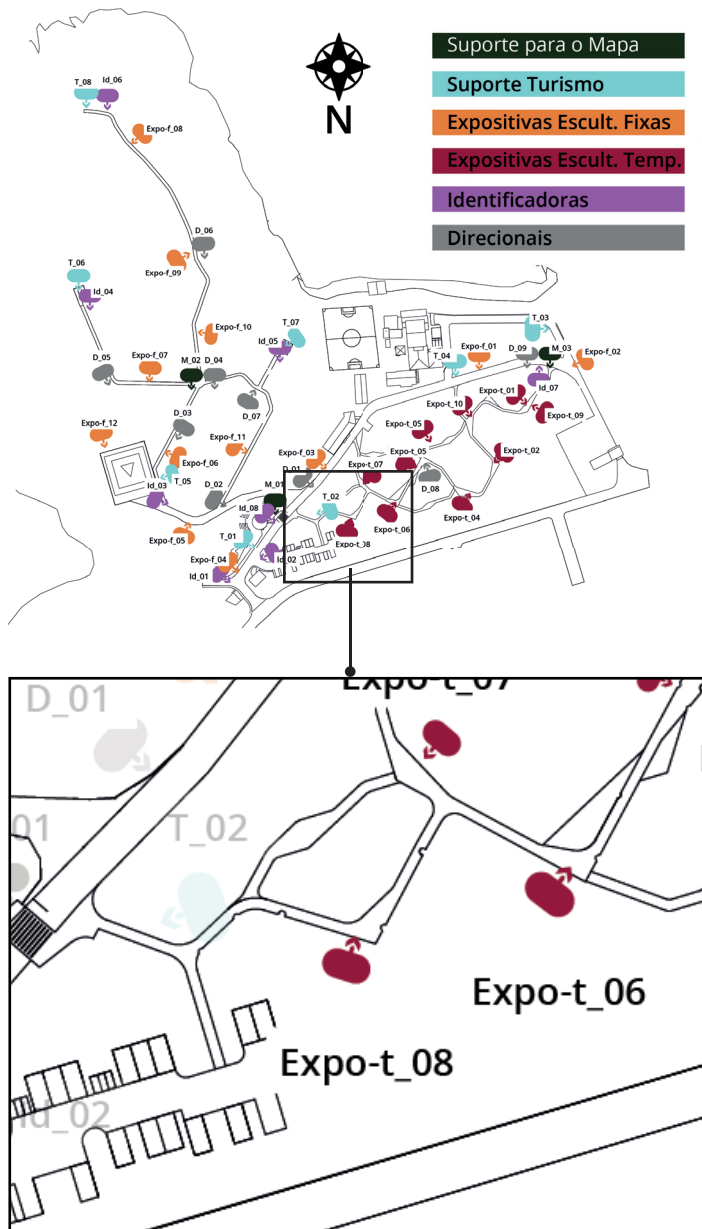 Suporte para o Mapa
Suporte Turismo
Expositivas Escult. Fixas
Expositivas Escult. Temp.
Identificadoras
Direcionais
N
T_08
Id_06
Expo-f_08
D_06
Expo-f_09
T_06
Id_04
Expo-f_10
Id_05
T_07
T_03
D_05
Expo-f_07
M_02
D_04
T_04
Expo-f_01
D_09
M_03
Expo-f_02
Id_07
D_07
Expo-t_01
Expo-t_10
Expo-t_09
D_03
Expo-f_12
Expo-f_11
Expo-t_05
Expo-t_02
Expo-f_06
T_05
Expo-f_03
D_01
Expo-t_07
Expo-t_05
D_08
Id_03
D_02
M_01
Id_08
T_02
Expo-t_04
Expo-f_05
T_01
Expo-t_06
Expo-t_08
Expo-f_04
Id_02
Id_01
Expo-t_07
D_01
T_02
01
Expo-t_06
Expo-t_08
Id_02